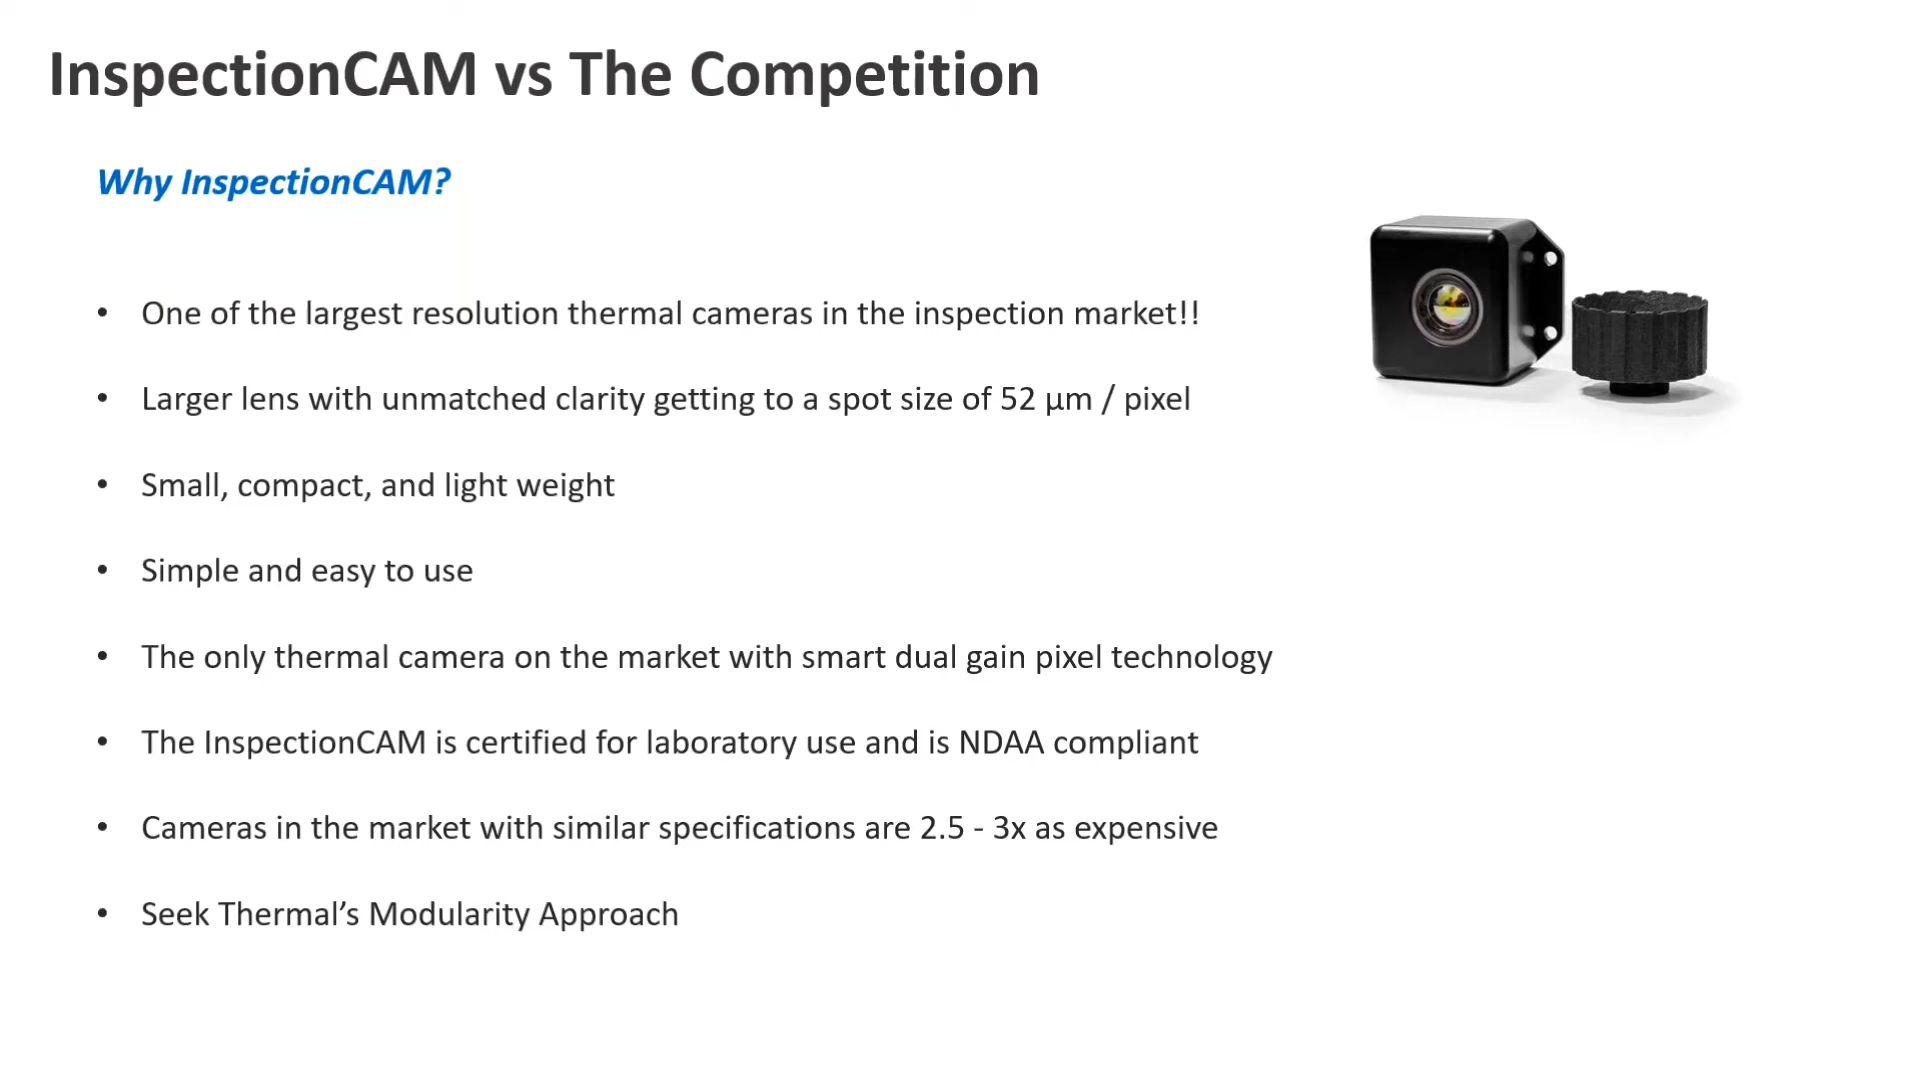 InspectionCAM vs The Competition
Why InspectionCAM?
• One of the largest resolution thermal cameras in the inspection market!!
• Larger lens with unmatched clarity getting to a spot size of 52 µm / pixel
• Small, compact, and light weight
• Simple and easy to use
• The only thermal camera on the market with smart dual gain pixel technology
• The InspectionCAM is certified for laboratory use and is NDAA compliant
• Cameras in the market with similar specifications are 2.5 - 3x as expensive
• Seek Thermal’s Modularity Approach